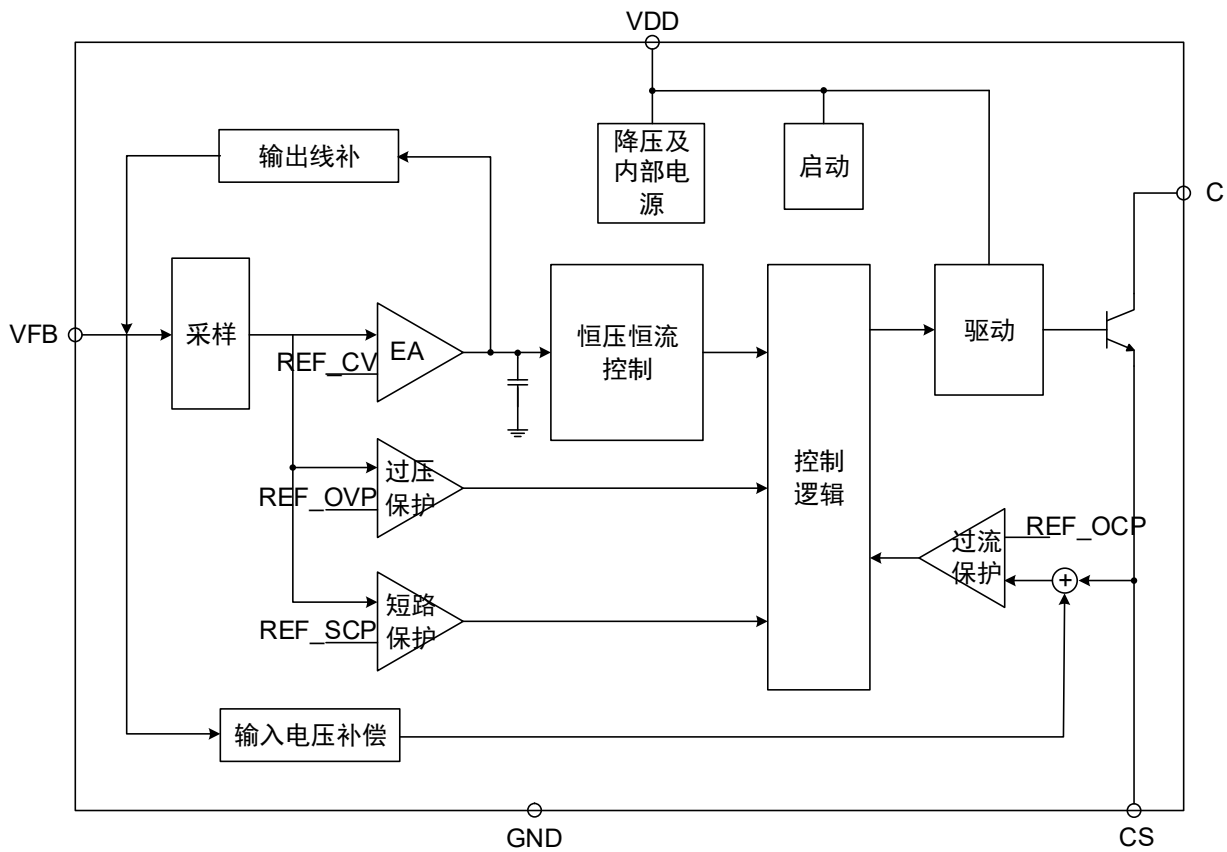 VDD
输出线补
降压及
内部电
源
启动
C
VFB
采样
REF_CV
EA
恒压恒流
控制
驱动
REF_OVP
过压
保护
控制
逻辑
REF_OCP
过流
保护
+
REF_SCP
短路
保护
输入电压补偿
GND
CS